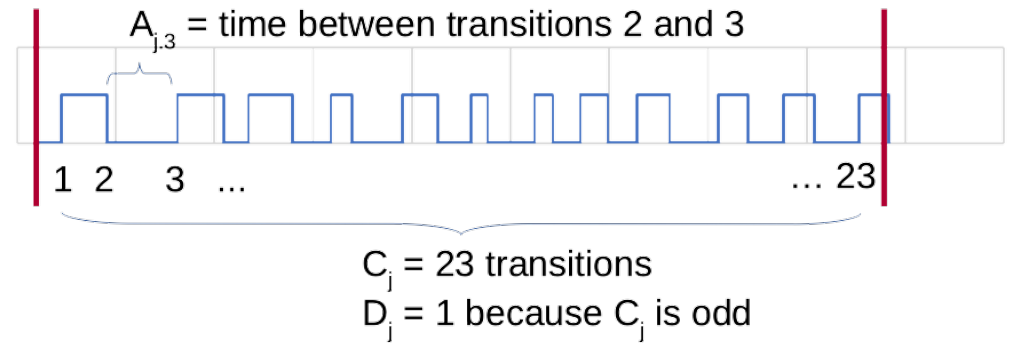 Aj.3 = time between transitions 2 and 3
1 2 3 ... ... 23
Cj = 23 transitions
Dj = 1 because Cj is odd